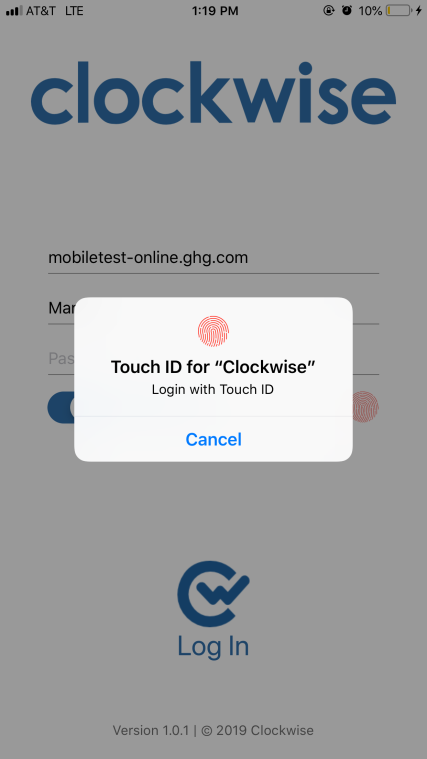 AT&T LTE 1:19 PM 10%
clockwise
mobiletest-online.ghg.com
Touch ID for “Clockwise”
Login with Touch ID
Cancel
Log In
Version 1.0.1 | © 2019 Clockwise